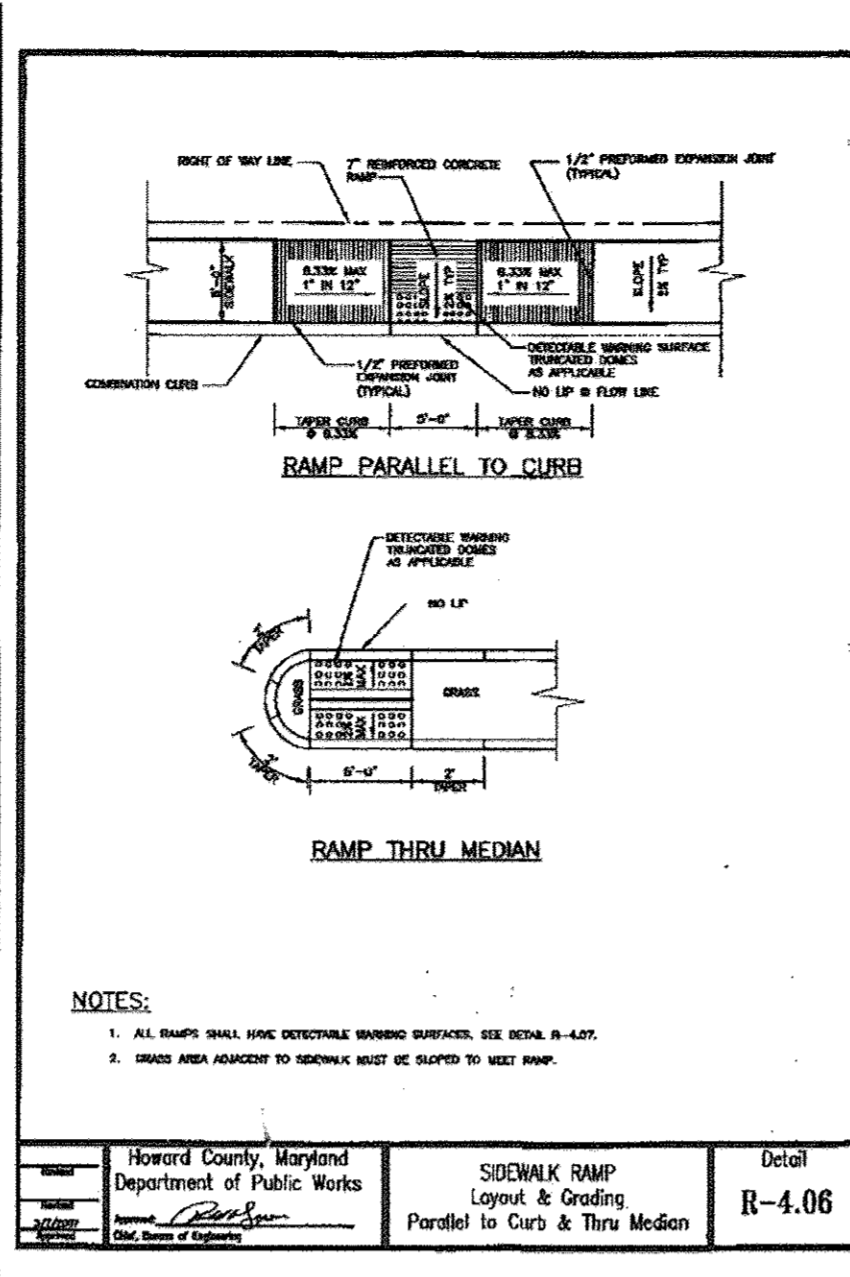 RIGHT OF WAY LINE
7" REINFORCED CONCRETE
RAMP
1/2" PREFORMED EXPANSION JOINT
(TYPICAL)
SIDEWALK
8.33% MAX
1" IN 12"
SLOPE
2% TYP
8.33% MAX
1" IN 12"
SLOPE
2% TYP
DETECTABLE WARNING SURFACE
TRUNCATED DOMES
AS APPLICABLE
1/2" PREFORMED
EXPANSION JOINT
(TYPICAL)
COMBINATION CURB
NO LIP @ FLOW LINE
TAPER CURB
@ 8.33%
5'-0"
TAPER CURB
@ 8.33%
RAMP PARALLEL TO CURB
DETECTABLE WARNING
TRUNCATED DOMES
AS APPLICABLE
NO LIP
TAPER
GRASS
2%
MAX
GRASS
2%
MAX
TAPER
2'
TAPER
RAMP THRU MEDIAN
NOTES:
1. ALL RAMPS SHALL HAVE DETECTABLE WARNING SURFACES, SEE DETAIL R-4.07.
2. GRASS AREA ADJACENT TO SIDEWALK MUST BE SLOPED TO MEET RAMP.
Revised
Revised
Approved
Howard County, Maryland
Department of Public Works
Approved:
Chief, Bureau of Engineering
SIDEWALK RAMP
Layout & Grading
Parallel to Curb & Thru Median
Detail
R-4.06